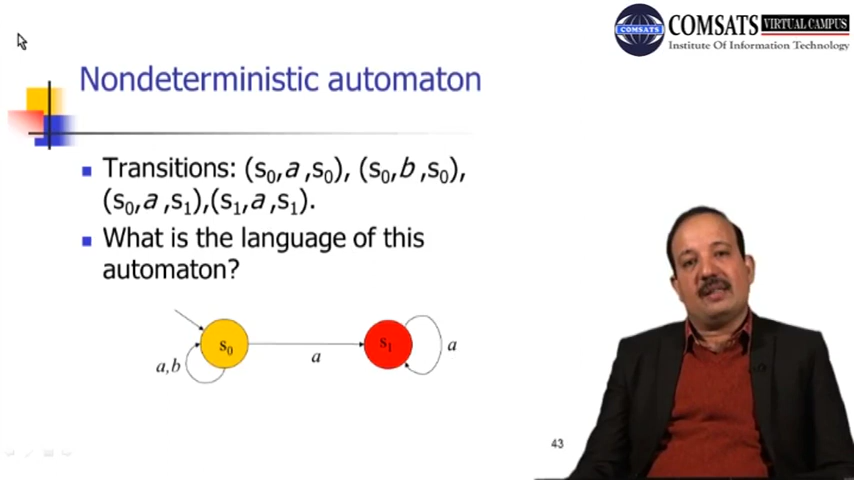 COMSATS VIRTUAL CAMPUS
COMSATS
Institute Of Information Technology
Nondeterministic automaton
Transitions: (s0,a ,s0), (s0,b ,s0),
(s0,a ,s1),(s1,a ,s1).
What is the language of this
automaton?
s0
s1
a
a,b
a
43